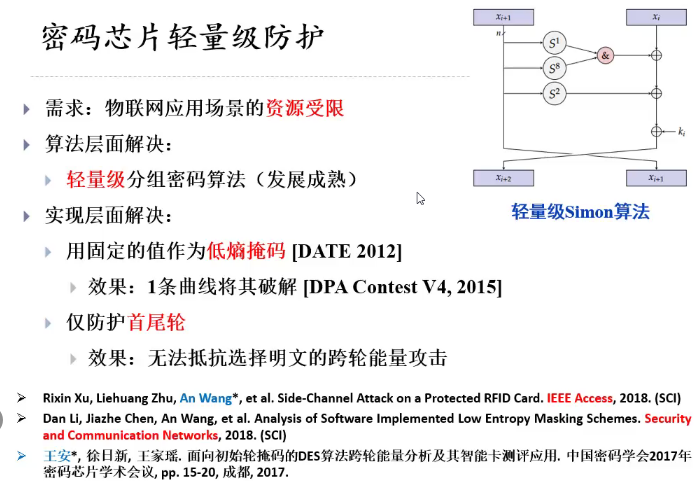 密码芯片轻量级防护
需求：物联网应用场景的资源受限
算法层面解决：
轻量级分组密码算法（发展成熟）
实现层面解决：
用固定的值作为低熵掩码 [DATE 2012]
效果：1条曲线将其破解 [DPA Contest V4, 2015]
仅防护首尾轮
效果：无法抵抗选择明文的跨轮能量攻击
x_{i+1}
x_i
n
S^1
&
S^8
S^2
k_i
x_{i+2}
x_{i+1}
轻量级Simon算法
Rixin Xu, Liehuang Zhu, An Wang*, et al. Side-Channel Attack on a Protected RFID Card. IEEE Access, 2018. (SCI)
Dan Li, Jiazhe Chen, An Wang, et al. Analysis of Software Implemented Low Entropy Masking Schemes. Security
and Communication Networks, 2018. (SCI)
王安*, 徐日新, 王家瑶. 面向初始轮掩码的DES算法跨轮能量分析及其智能卡测评应用. 中国密码学会2017年
密码芯片学术会议, pp. 15-20, 成都, 2017.